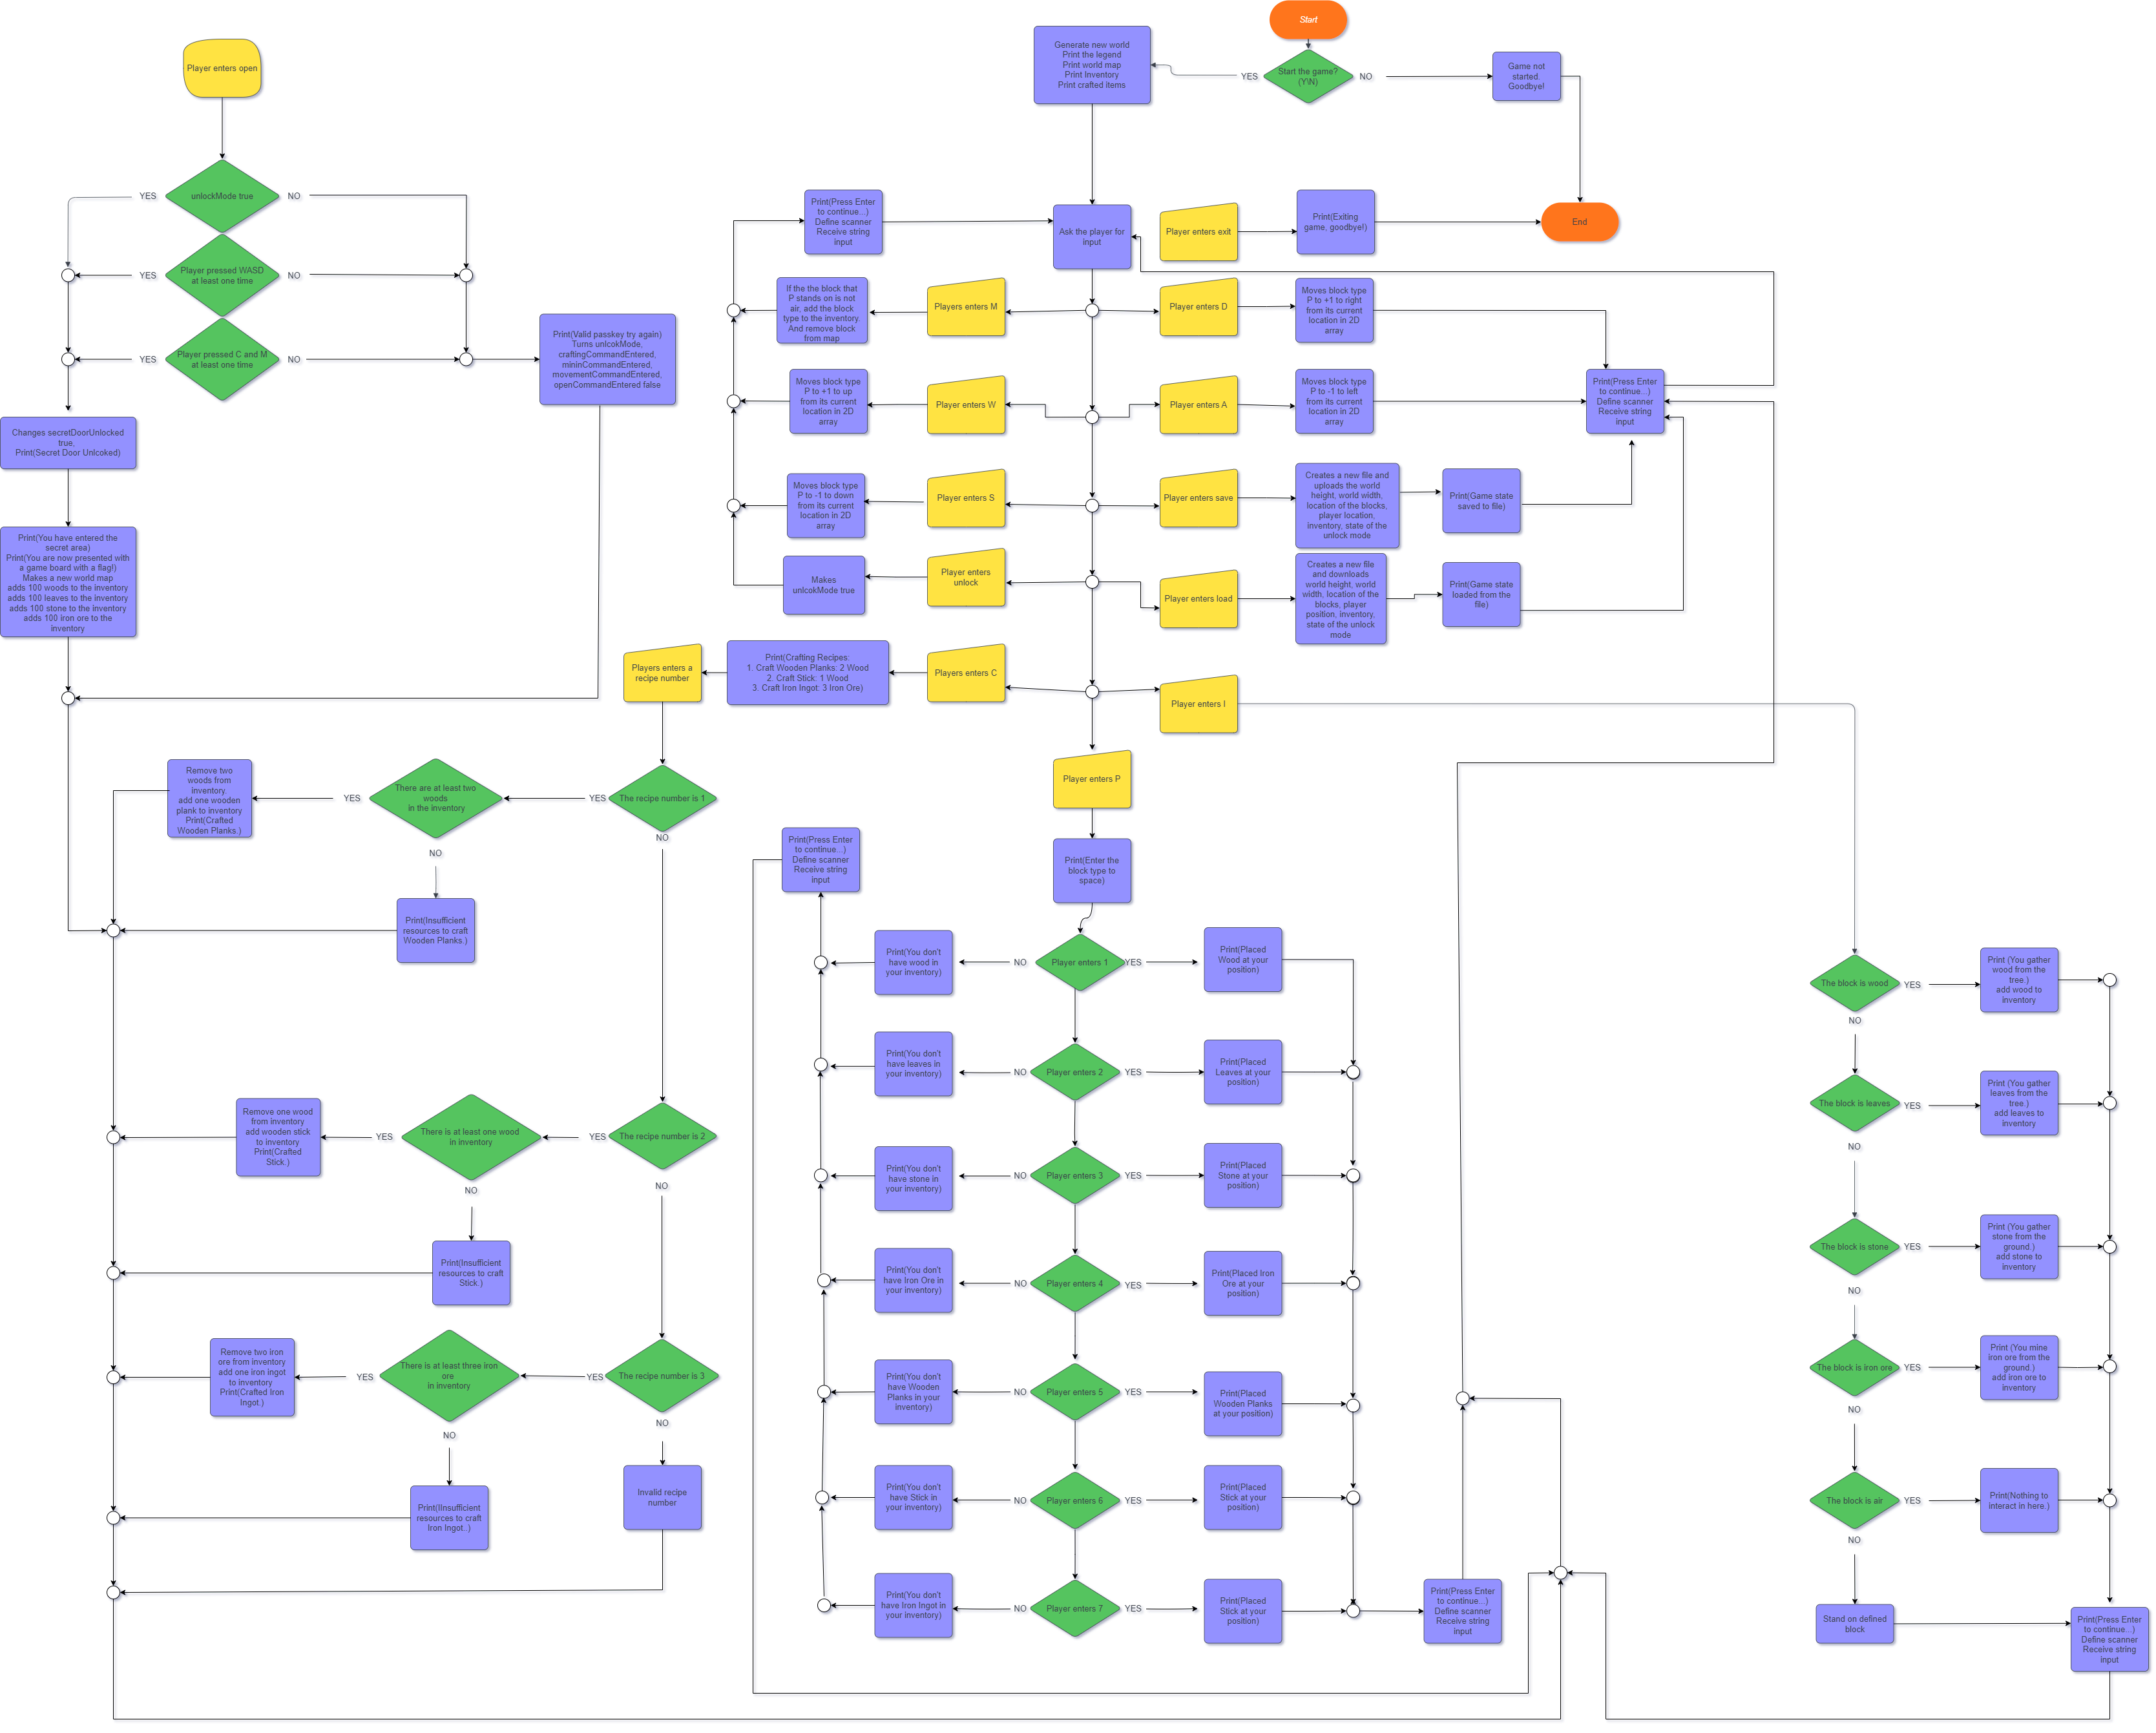 Start
Start the game?
(Y\N)
YES
NO
Generate new world
Print the legend
Print world map
Print Inventory
Print crafted items
Game not
started.
Goodbye!
End
Player enters open
unlockMode true
YES
NO
Player pressed WASD
at least one time
YES
NO
Player pressed C and M
at least one time
YES
NO
Print(Valid passkey try again)
Turns unlcokMode,
craftingCommandEntered,
mininCommandEntered,
movementCommandEntered,
openCommandEntered false
Changes secretDoorUnlocked
true,
Print(Secret Door Unlcoked)
Print(You have entered the
secret area)
Print(You are now presented with
a game board with a flag!)
Makes a new world map
adds 100 woods to the inventory
adds 100 leaves to the inventory
adds 100 stone to the inventory
adds 100 iron ore to the
inventory
Print(Press Enter
to continue...)
Define scanner
Receive string
input
Ask the player for
input
Player enters exit
Print(Exiting
game, goodbye!)
If the the block that
P stands on is not
air, add the block
type to the inventory.
And remove block
from map
Players enters M
Player enters D
Moves block type
P to +1 to right
from its current
location in 2D
array
Moves block type
P to +1 to up
from its current
location in 2D
array
Player enters W
Player enters A
Moves block type
P to -1 to left
from its current
location in 2D
array
Print(Press Enter
to continue...)
Define scanner
Receive string
input
Moves block type
P to -1 to down
from its current
location in 2D
array
Player enters S
Player enters save
Creates a new file and
uploads the world
height, world width,
location of the blocks,
player location,
inventory, state of the
unlock mode
Print(Game state
saved to file)
Makes
unlcokMode true
Player enters
unlock
Player enters load
Creates a new file
and downloads
world height, world
width, location of the
blocks, player
position, inventory,
state of the unlock
mode
Print(Game state
loaded from the
file)
Players enters a
recipe number
Print(Crafting Recipes:
1. Craft Wooden Planks: 2 Wood
2. Craft Stick: 1 Wood
3. Craft Iron Ingot: 3 Iron Ore)
Players enters C
Player enters I
Player enters P
Print(Enter the
block type to
space)
Remove two
woods from
inventory.
add one wooden
plank to inventory
Print(Crafted
Wooden Planks.)
YES
There are at least two
woods
in the inventory
YES
The recipe number is 1
NO
NO
Print(Insufficient
resources to craft
Wooden Planks.)
Remove one wood
from inventory
add wooden stick
to inventory
Print(Crafted
Stick.)
YES
There is at least one wood
in inventory
YES
The recipe number is 2
NO
NO
Print(Insufficient
resources to craft
Stick.)
Remove two iron
ore from inventory
add one iron ingot
to inventory
Print(Crafted Iron
Ingot.)
YES
There is at least three iron
ore
in inventory
YES
The recipe number is 3
NO
NO
Print(IInsufficient
resources to craft
Iron Ingot..)
Invalid recipe
number
Print(Press Enter
to continue...)
Define scanner
Receive string
input
Print(You don't
have wood in
your inventory)
NO
Player enters 1
YES
Print(Placed
Wood at your
position)
Print(You don't
have leaves in
your inventory)
NO
Player enters 2
YES
Print(Placed
Leaves at your
position)
Print(You don't
have stone in
your inventory)
NO
Player enters 3
YES
Print(Placed
Stone at your
position)
Print(You don't
have Iron Ore in
your inventory)
NO
Player enters 4
YES
Print(Placed Iron
Ore at your
position)
Print(You don't
have Wooden
Planks in your
inventory)
NO
Player enters 5
YES
Print(Placed
Wooden Planks
at your position)
Print(You don't
have Stick in
your inventory)
NO
Player enters 6
YES
Print(Placed
Stick at your
position)
Print(You don't
have Iron Ingot in
your inventory)
NO
Player enters 7
YES
Print(Placed
Stick at your
position)
Print(Press Enter
to continue...)
Define scanner
Receive string
input
The block is wood
YES
Print (You gather
wood from the
tree.)
add wood to
inventory
NO
The block is leaves
YES
Print (You gather
leaves from the
tree.)
add leaves to
inventory
NO
The block is stone
YES
Print (You gather
stone from the
ground.)
add stone to
inventory
NO
The block is iron ore
YES
Print (You mine
iron ore from the
ground.)
add iron ore to
inventory
NO
The block is air
YES
Print(Nothing to
interact in here.)
NO
Stand on defined
block
Print(Press Enter
to continue...)
Define scanner
Receive string
input